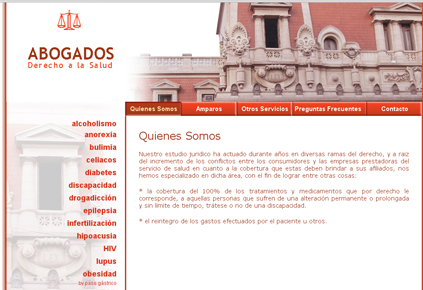 ABOGADOS
Derecho a la Salud
Quienes Somos
Amparos
Otros Servicios
Preguntas Frecuentes
Contacto
alcoholismo
anorexia
bulimia
celiacos
diabetes
discapacidad
drogadicción
epilepsia
infertilización
hipoacusia
HIV
lupus
obesidad
by pass gástrico
Quienes Somos
Nuestro estudio jurídico ha actuado durante años en diversas ramas del derecho, y a raiz
del incremento de los conflictos entre los consumidores y las empresas prestadoras del
servicio de salud en cuanto a la cobertura que estas deben brindar a sus afiliados, nos
hemos especializado en dicha área, con el fin de lograr entre otras cosas:
* la cobertura del 100% de los tratamientos y medicamentos que por derecho le
corresponde, a aquellas personas que sufren de una alteración permanente o prolongada
y sin límite de tiempo, trátese o no de una discapacidad.
* el reintegro de los gastos efectuados por el paciente u otros.